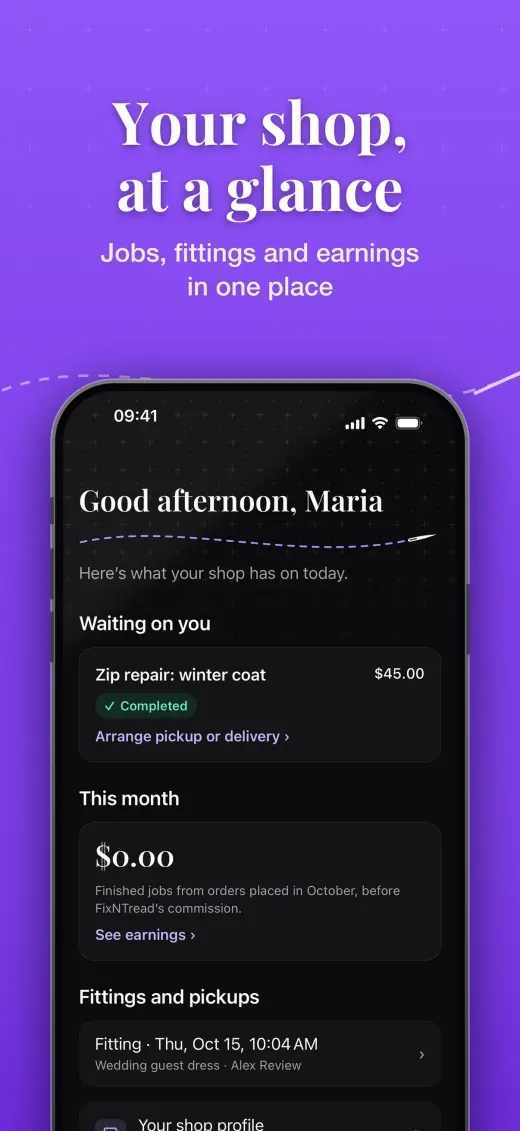 Your shop,
at a glance
Jobs, fittings and earnings
in one place
09:41
Good afternoon, Maria
Here's what your shop has on today.
Waiting on you
Zip repair: winter coat $45.00
✓ Completed
Arrange pickup or delivery ›
This month
$0.00
Finished jobs from orders placed in October, before
FixNTread's commission.
See earnings ›
Fittings and pickups
Fitting · Thu, Oct 15, 10:04 AM
Wedding guest dress · Alex Review
Your shop profile